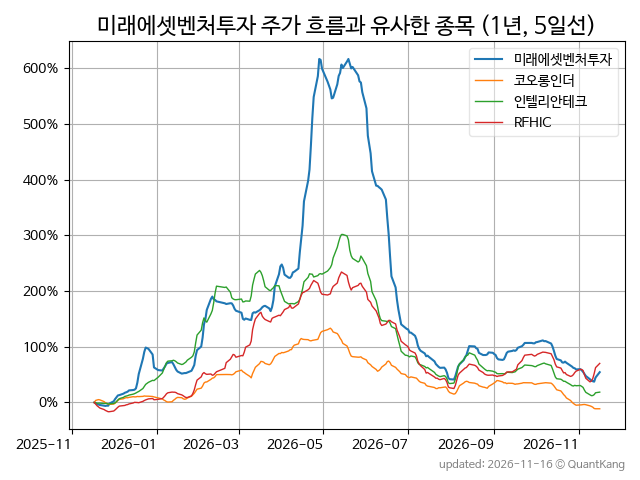 미래에셋벤처투자 주가 흐름과 유사한 종목 (1년, 5일선)
미래에셋벤처투자
코오롱인더
인텔리안테크
RFHIC
600%
500%
400%
300%
200%
100%
0%
2025-11 2026-01 2026-03 2026-05 2026-07 2026-09 2026-11
updated: 2026-11-16 ⓒ QuantKang